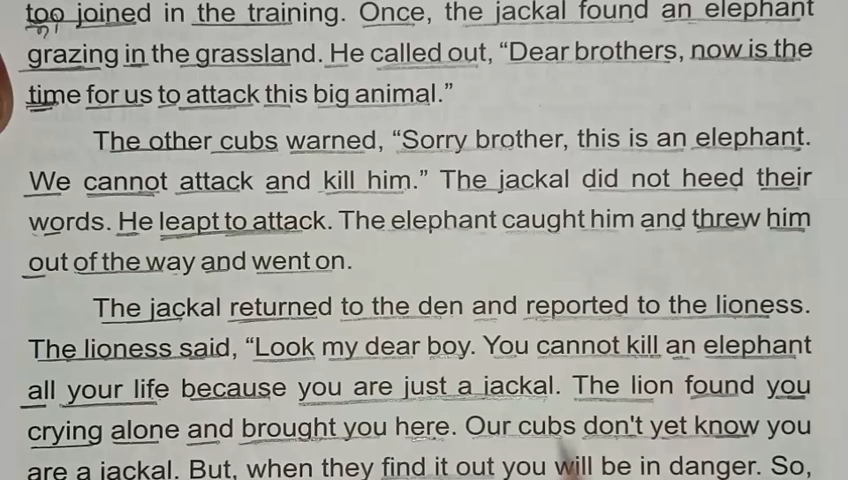 too joined in the training. Once, the jackal found an elephant
grazing in the grassland. He called out, “Dear brothers, now is the
time for us to attack this big animal.”
The other cubs warned, “Sorry brother, this is an elephant.
We cannot attack and kill him.” The jackal did not heed their
words. He leapt to attack. The elephant caught him and threw him
out of the way and went on.
The jackal returned to the den and reported to the lioness.
The lioness said, “Look my dear boy. You cannot kill an elephant
all your life because you are just a jackal. The lion found you
crying alone and brought you here. Our cubs don't yet know you
are a jackal. But, when they find it out you will be in danger. So,